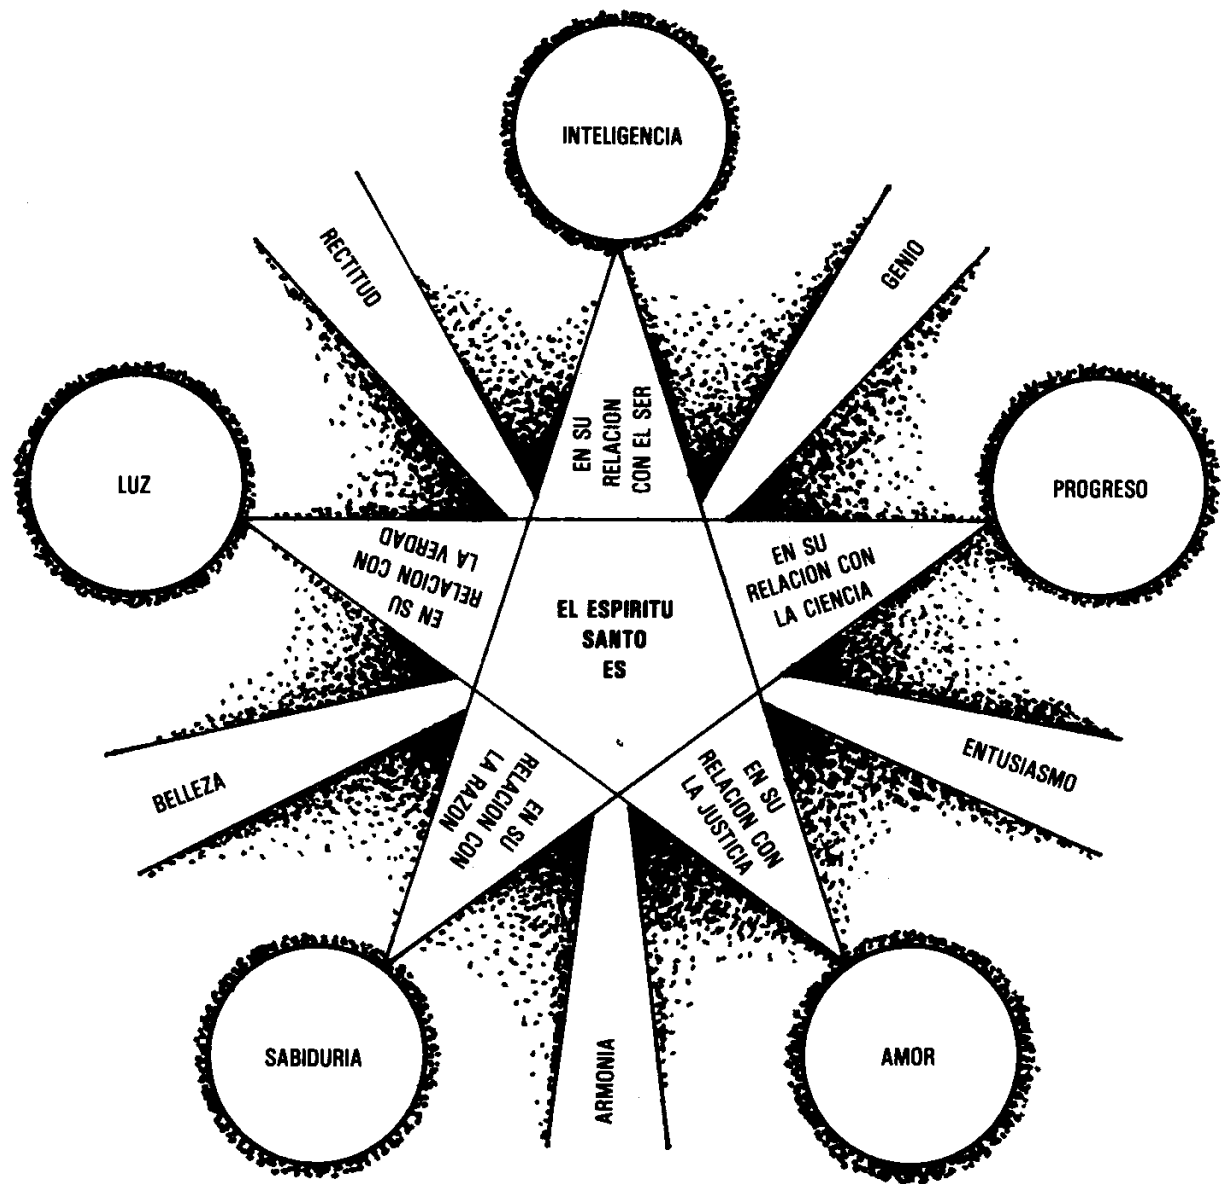 INTELIGENCIA
RECTITUD
GENIO
EN SU
RELACION
CON EL SER
LUZ
PROGRESO
EN SU
RELACION CON
LA VERDAD
EN SU
RELACION CON
LA CIENCIA
EL ESPIRITU
SANTO
ES
BELLEZA
ENTUSIASMO
EN SU
RELACION CON
LA RAZON
EN SU
RELACION CON
LA JUSTICIA
SABIDURIA
ARMONIA
AMOR